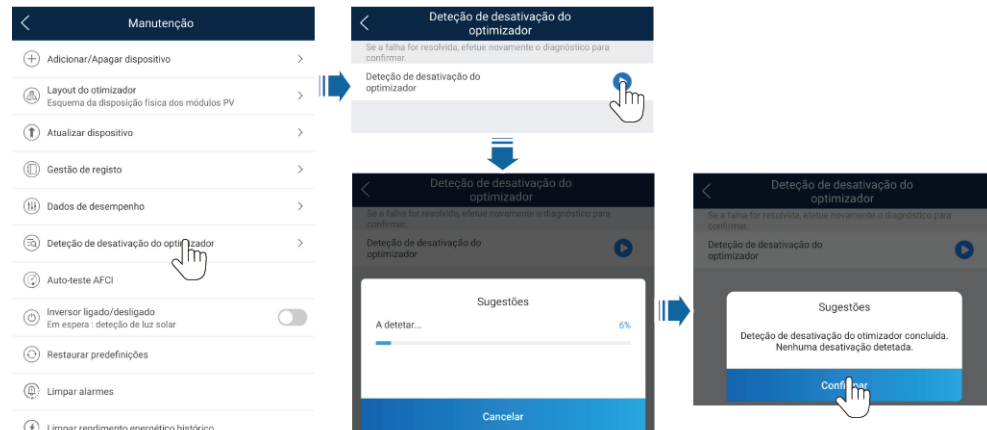 Manutenção
Adicionar/Apagar dispositivo
Layout do otimizador
Esquema da disposição física dos módulos PV
Atualizar dispositivo
Gestão de registo
Dados de desempenho
Deteção de desativação do optimizador
Auto-teste AFCI
Inversor ligado/desligado
Em espera : deteção de luz solar
Restaurar predefinições
Limpar alarmes
Limpar rendimento energético histórico
Deteção de desativação do
optimizador
Se a falha for resolvida, efetue novamente o diagnóstico para
confirmar.
Deteção de desativação do
optimizador
Deteção de desativação do
optimizador
Se a falha for resolvida, efetue novamente o diagnóstico para
confirmar.
Deteção de desativação do
optimizador
Sugestões
A detetar... 6%
Cancelar
Deteção de desativação do
optimizador
Se a falha for resolvida, efetue novamente o diagnóstico para
confirmar.
Deteção de desativação do
optimizador
Sugestões
Deteção de desativação do otimizador concluída.
Nenhuma desativação detetada.
Confirmar